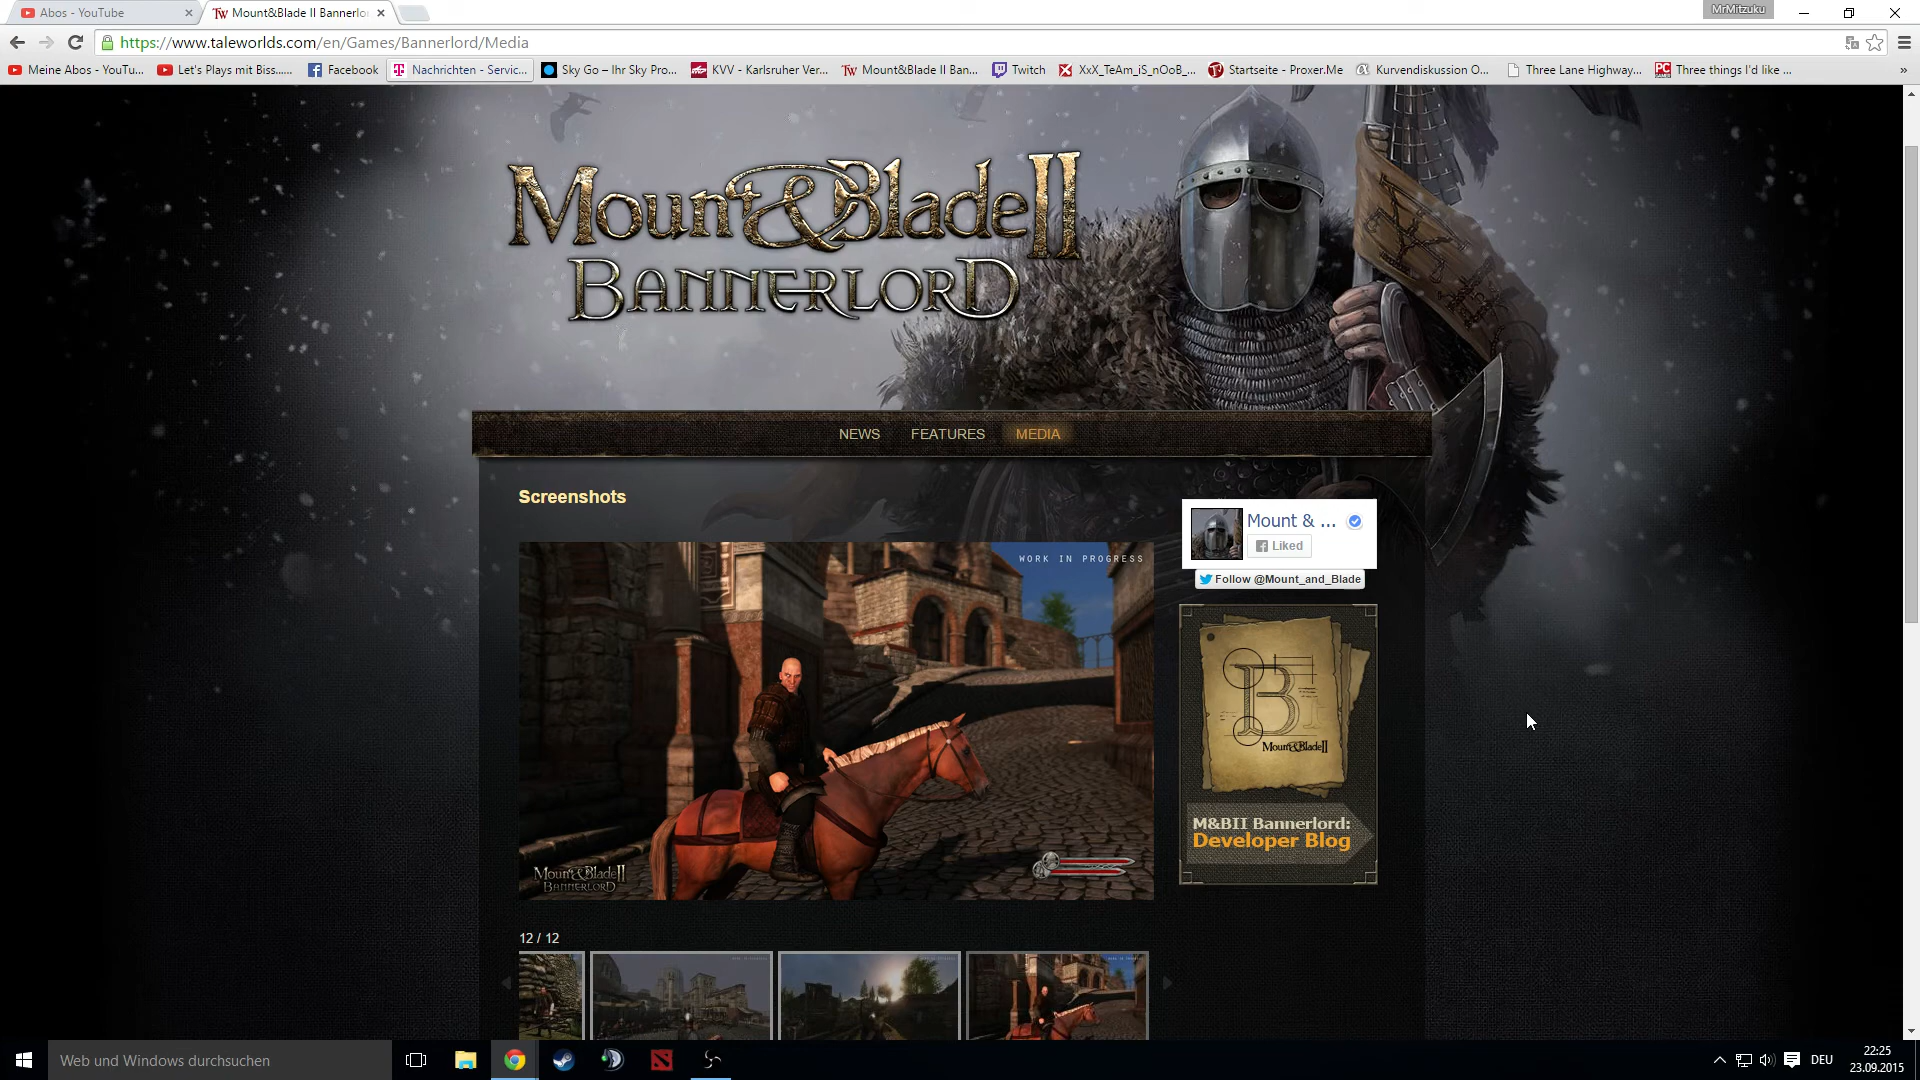 Abos - YouTube
Mount&Blade II Bannerlo
MrMitzuku
https://www.taleworlds.com/en/Games/Bannerlord/Media
Meine Abos - YouTu...
Let's Plays mit Biss......
Facebook
Nachrichten - Servic...
Sky Go – Ihr Sky Pro...
KVV - Karlsruher Ver...
Mount&Blade II Ban...
Twitch
XxX_TeAm_iS_nOoB_...
Startseite - Proxer.Me
Kurvendiskussion O...
Three Lane Highway...
Three things I'd like ...
»
Mount&Blade II
Bannerlord
NEWS
FEATURES
MEDIA
Screenshots
WORK IN PROGRESS
Mount&Blade II
BANNERLORD
Mount & ...
Liked
Follow @Mount_and_Blade
B
Mount&Blade II
M&BII Bannerlord:
Developer Blog
12 / 12
Web und Windows durchsuchen
DEU
22:25
23.09.2015